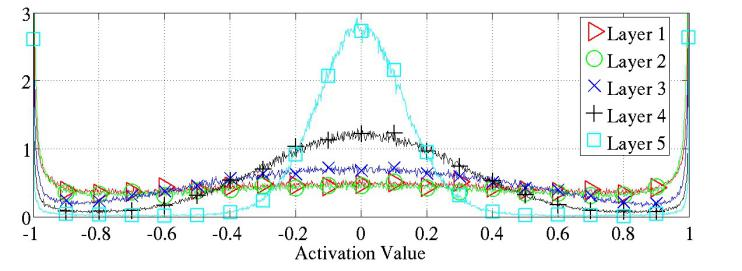 3
2
1
0
-1 -0.8 -0.6 -0.4 -0.2 0 0.2 0.4 0.6 0.8 1
Activation Value
Layer 1
Layer 2
Layer 3
Layer 4
Layer 5